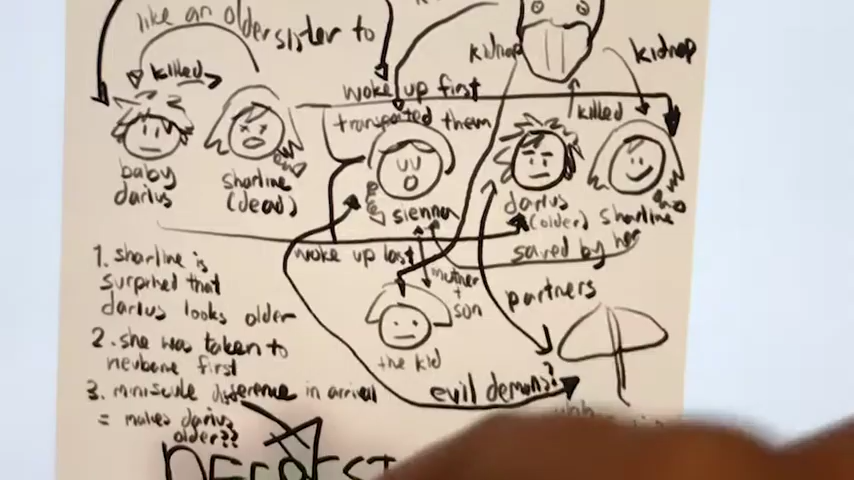 like an older sister to
kidnap
kidnap
killed
woke up first
transported them
killed
baby
darius
sharline
(dead)
sienna
darius
(older)
sharline
woke up last
saved by her
mother
+
son
partners
the kid
evil demons?
1. sharline is
surprised that
darius looks older
2. she was taken to
first
3. miniscule difference in arrival
= makes darius
older??